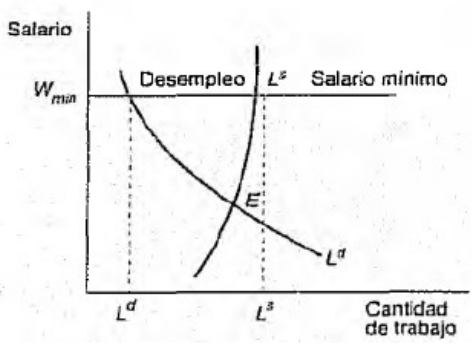 Salario
Desempleo
L^s
Salario mínimo
W_min
E
L^d
L^d
L^s
Cantidad
de trabajo